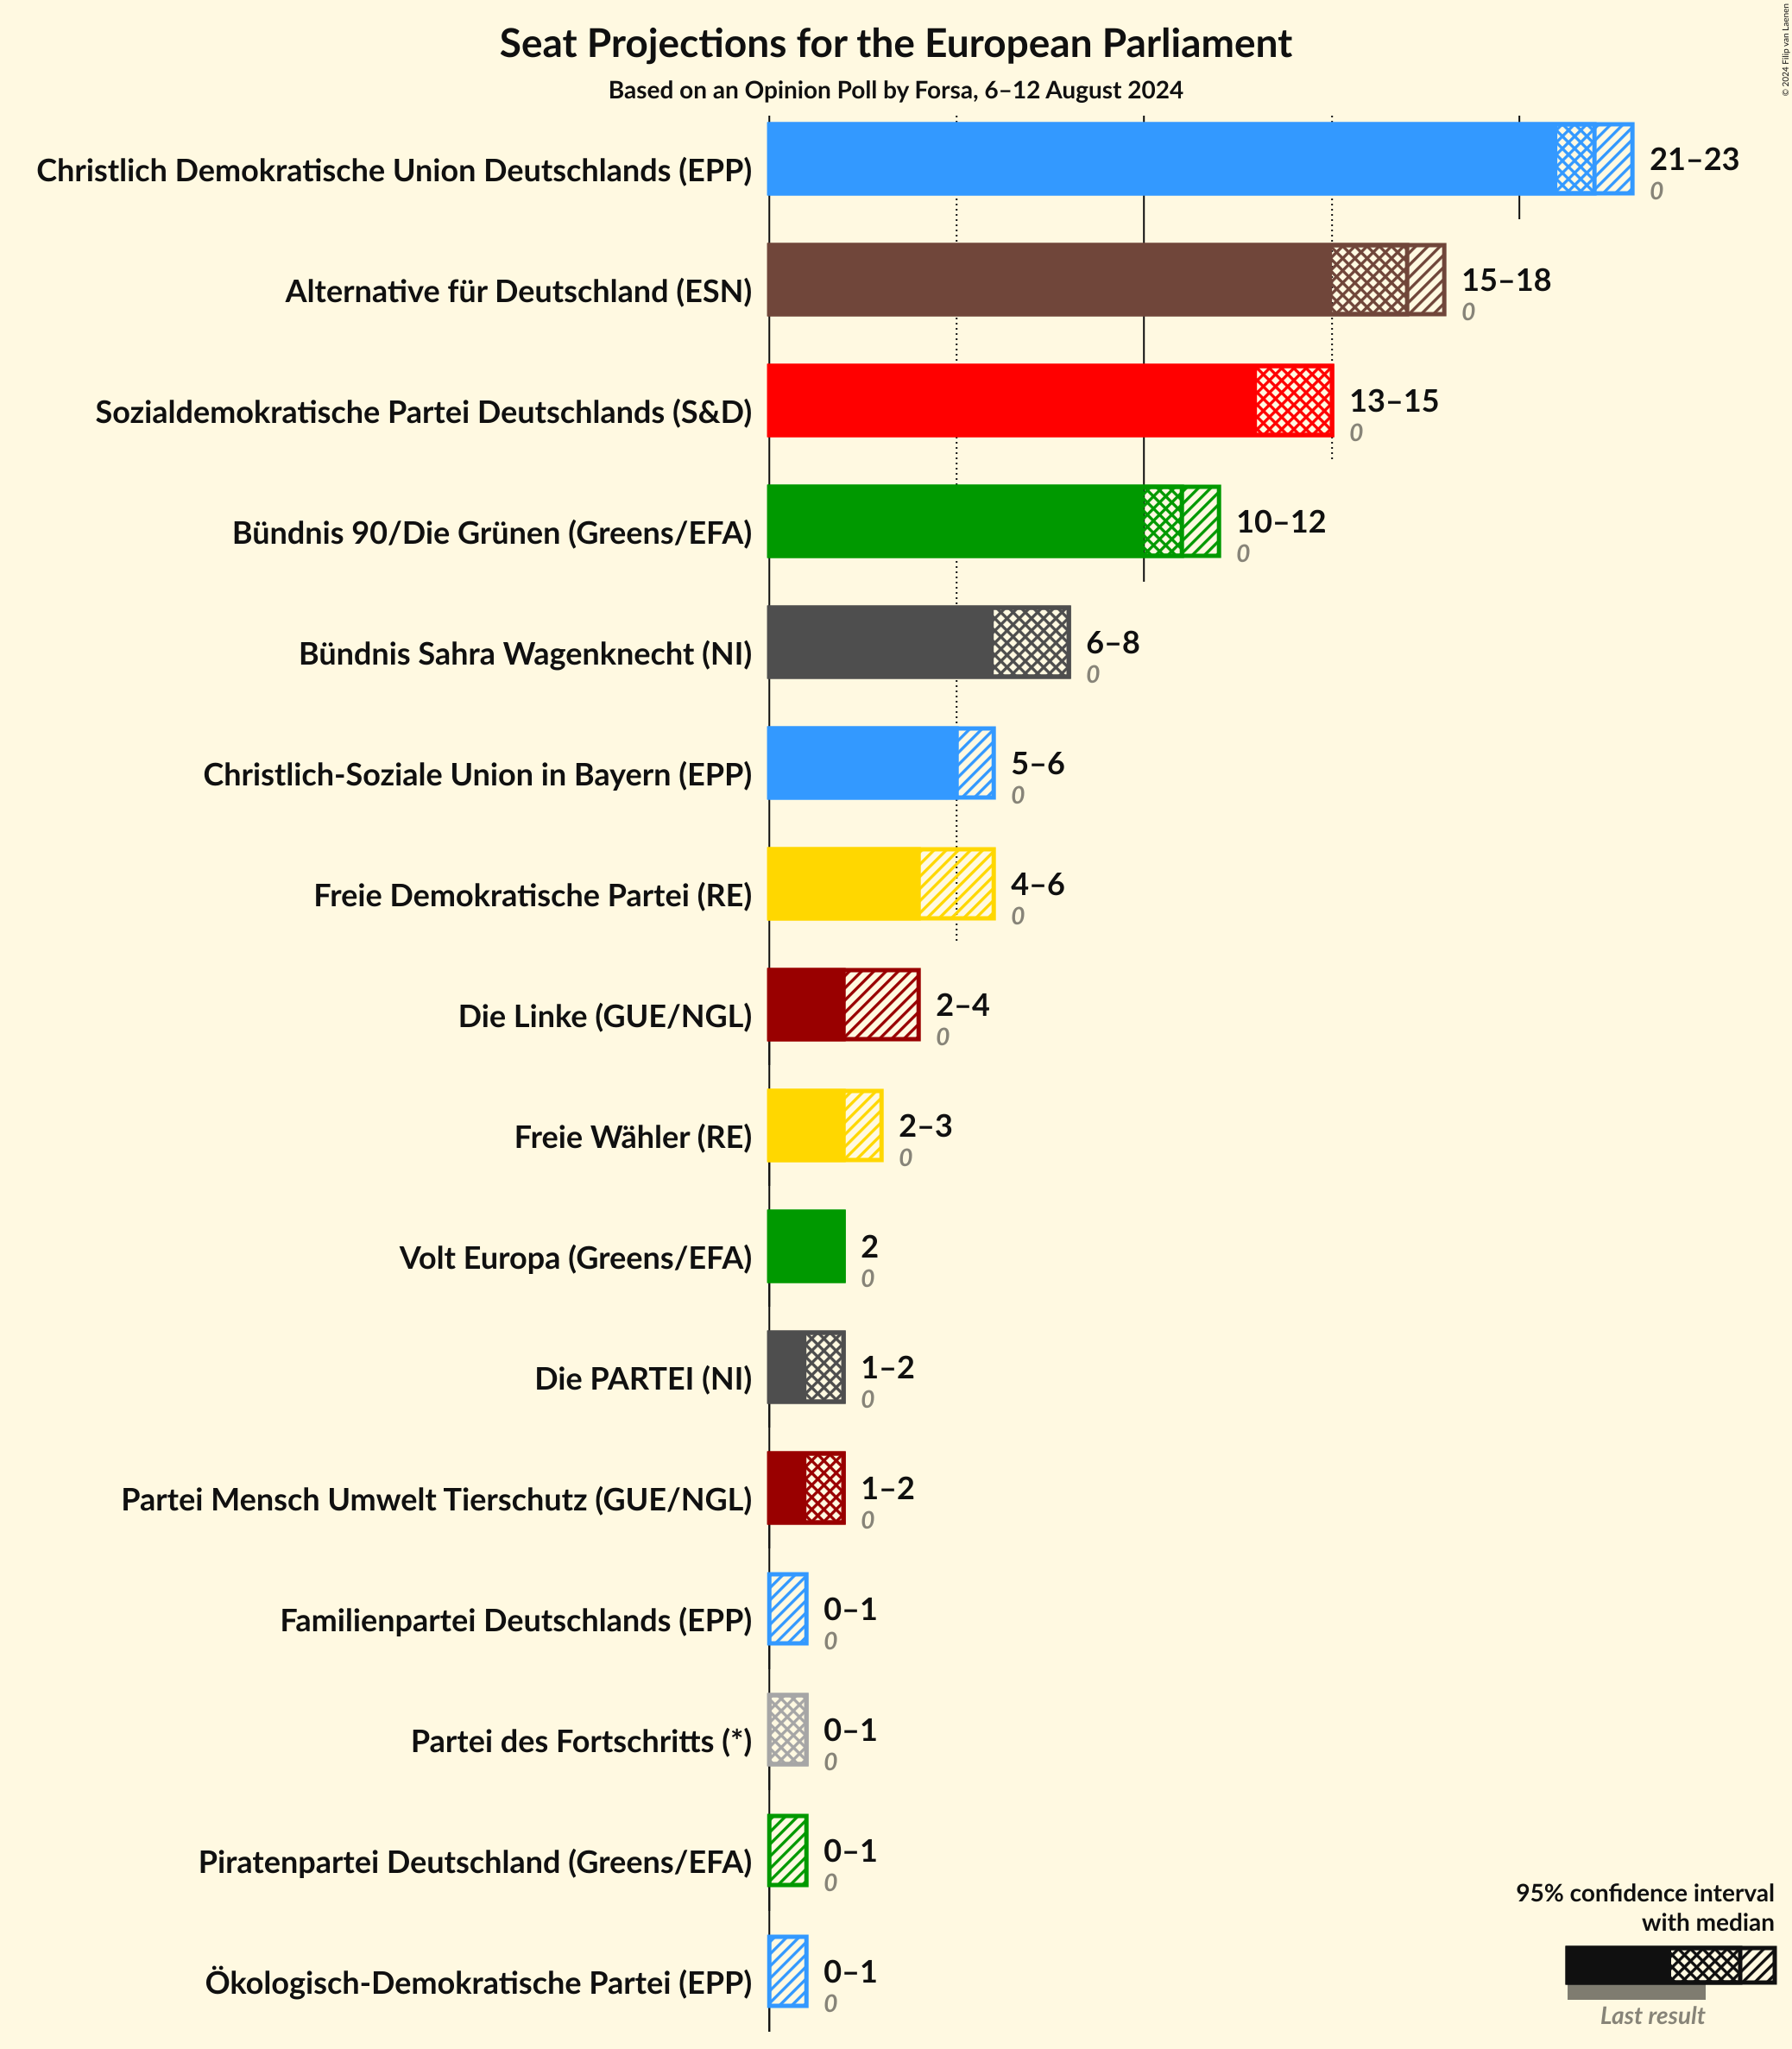 Seat Projections for the European Parliament
Based on an Opinion Poll by Forsa, 6–12 August 2024
© 2024 Filip van Laenen
Christlich Demokratische Union Deutschlands (EPP)
21–23
0
Alternative für Deutschland (ESN)
15–18
0
Sozialdemokratische Partei Deutschlands (S&D)
13–15
0
Bündnis 90/Die Grünen (Greens/EFA)
10–12
0
Bündnis Sahra Wagenknecht (NI)
6–8
0
Christlich-Soziale Union in Bayern (EPP)
5–6
0
Freie Demokratische Partei (RE)
4–6
0
Die Linke (GUE/NGL)
2–4
0
Freie Wähler (RE)
2–3
0
Volt Europa (Greens/EFA)
2
0
Die PARTEI (NI)
1–2
0
Partei Mensch Umwelt Tierschutz (GUE/NGL)
1–2
0
Familienpartei Deutschlands (EPP)
0–1
0
Partei des Fortschritts (*)
0–1
0
Piratenpartei Deutschland (Greens/EFA)
0–1
0
Ökologisch-Demokratische Partei (EPP)
0–1
0
95% confidence interval
with median
Last result